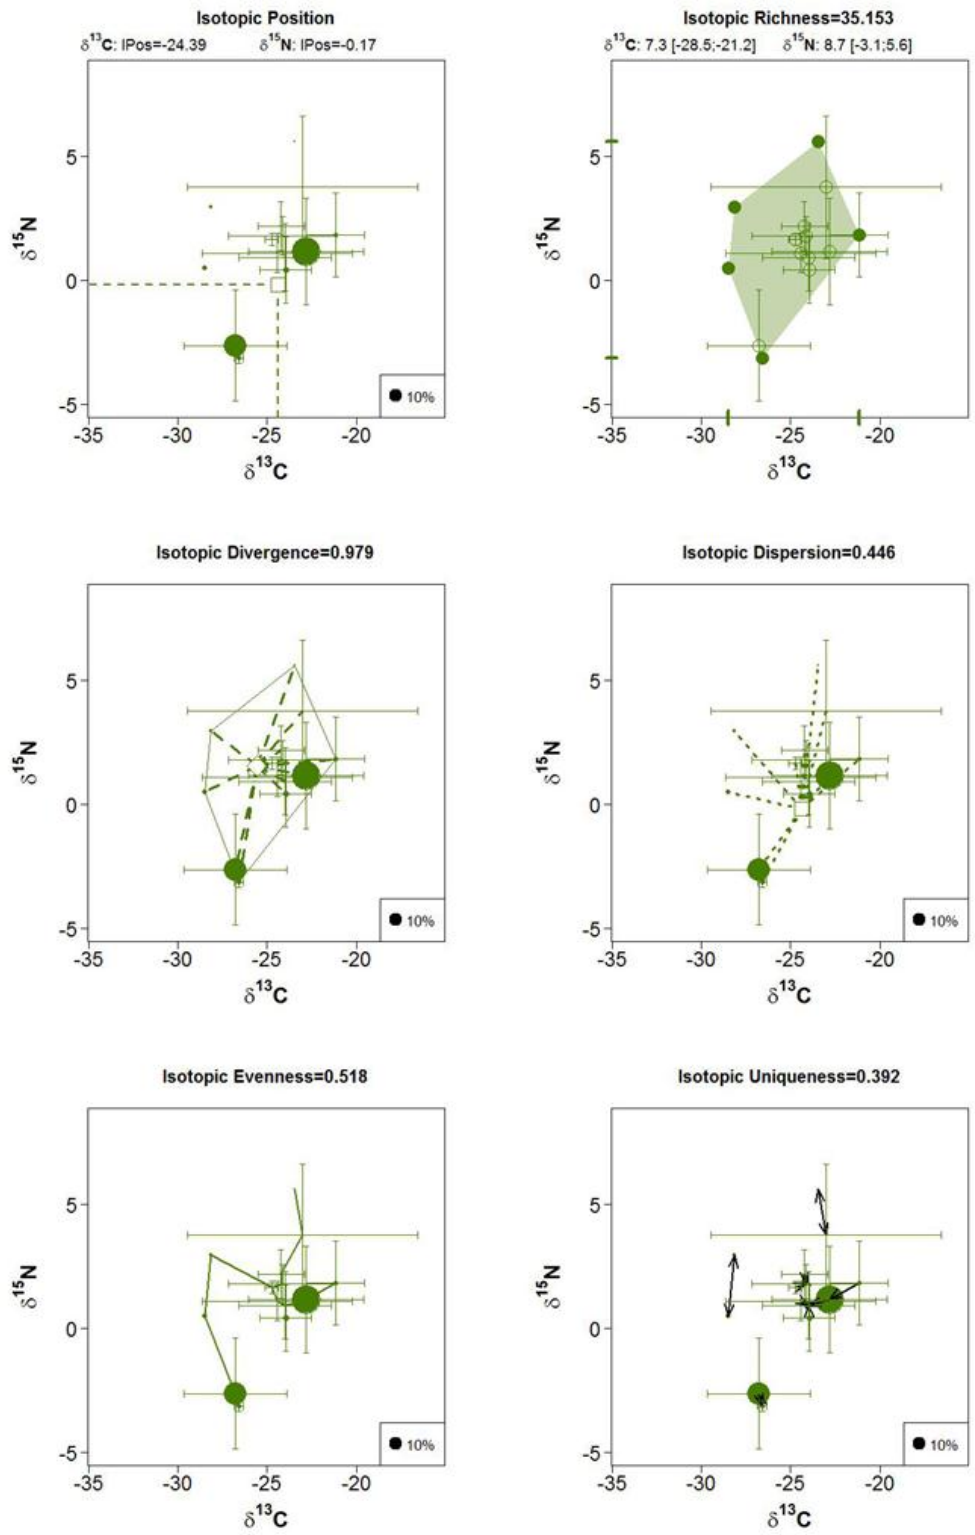 Isotopic Position
δ13C: IPos=-24.39 δ15N: IPos=-0.17
5
0
-5
δ15N
10%
-35 -30 -25 -20
δ13C
Isotopic Richness=35.153
δ13C: 7.3 [-28.5;-21.2] δ15N: 8.7 [-3.1;5.6]
5
0
-5
δ15N
-35 -30 -25 -20
δ13C
Isotopic Divergence=0.979
5
0
-5
δ15N
10%
-35 -30 -25 -20
δ13C
Isotopic Dispersion=0.446
5
0
-5
δ15N
10%
-35 -30 -25 -20
δ13C
Isotopic Evenness=0.518
5
0
-5
δ15N
10%
-35 -30 -25 -20
δ13C
Isotopic Uniqueness=0.392
5
0
-5
δ15N
10%
-35 -30 -25 -20
δ13C